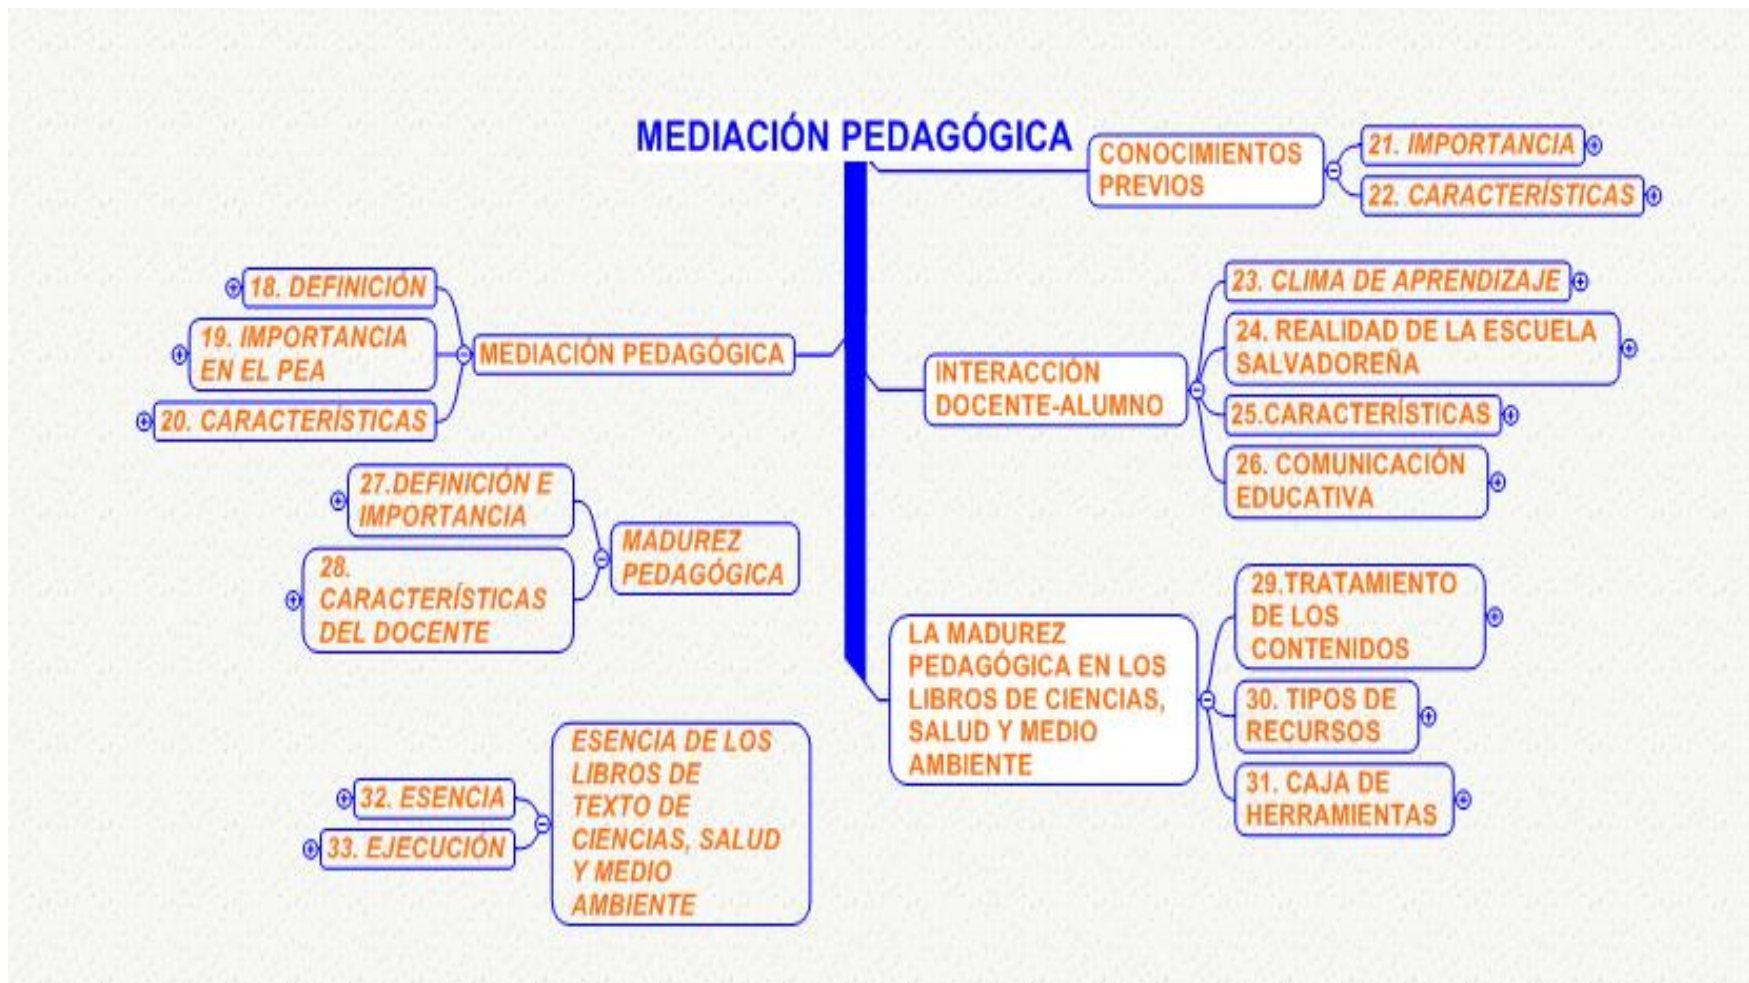 MEDIACIÓN PEDAGÓGICA
CONOCIMIENTOS
PREVIOS
21. IMPORTANCIA
22. CARACTERÍSTICAS
18. DEFINICIÓN
19. IMPORTANCIA
EN EL PEA
20. CARACTERÍSTICAS
MEDIACIÓN PEDAGÓGICA
INTERACCIÓN
DOCENTE-ALUMNO
23. CLIMA DE APRENDIZAJE
24. REALIDAD DE LA ESCUELA
SALVADOREÑA
25.CARACTERÍSTICAS
26. COMUNICACIÓN
EDUCATIVA
27.DEFINICIÓN E
IMPORTANCIA
28.
CARACTERÍSTICAS
DEL DOCENTE
MADUREZ
PEDAGÓGICA
LA MADUREZ
PEDAGÓGICA EN LOS
LIBROS DE CIENCIAS,
SALUD Y MEDIO
AMBIENTE
29.TRATAMIENTO
DE LOS
CONTENIDOS
30. TIPOS DE
RECURSOS
31. CAJA DE
HERRAMIENTAS
32. ESENCIA
33. EJECUCIÓN
ESENCIA DE LOS
LIBROS DE
TEXTO DE
CIENCIAS, SALUD
Y MEDIO
AMBIENTE